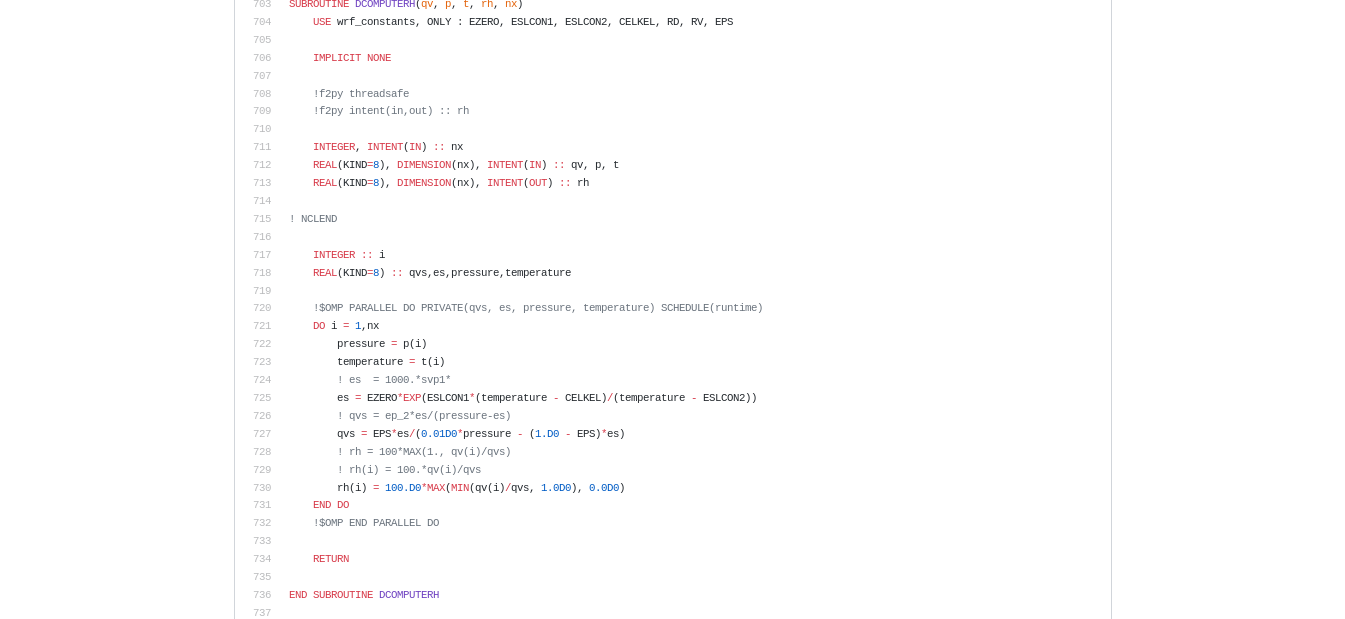 703 SUBROUTINE DCOMPUTERH(qv, p, t, rh, nx)
704     USE wrf_constants, ONLY : EZERO, ESLCON1, ESLCON2, CELKEL, RD, RV, EPS
705
706     IMPLICIT NONE
707
708     !f2py threadsafe
709     !f2py intent(in,out) :: rh
710
711     INTEGER, INTENT(IN) :: nx
712     REAL(KIND=8), DIMENSION(nx), INTENT(IN) :: qv, p, t
713     REAL(KIND=8), DIMENSION(nx), INTENT(OUT) :: rh
714
715 ! NCLEND
716
717     INTEGER :: i
718     REAL(KIND=8) :: qvs,es,pressure,temperature
719
720     !$OMP PARALLEL DO PRIVATE(qvs, es, pressure, temperature) SCHEDULE(runtime)
721     DO i = 1,nx
722         pressure = p(i)
723         temperature = t(i)
724         ! es  = 1000.*svp1*
725         es = EZERO*EXP(ESLCON1*(temperature - CELKEL)/(temperature - ESLCON2))
726         ! qvs = ep_2*es/(pressure-es)
727         qvs = EPS*es/(0.01D0*pressure - (1.D0 - EPS)*es)
728         ! rh = 100*MAX(1., qv(i)/qvs)
729         ! rh(i) = 100.*qv(i)/qvs
730         rh(i) = 100.D0*MAX(MIN(qv(i)/qvs, 1.0D0), 0.0D0)
731     END DO
732     !$OMP END PARALLEL DO
733
734     RETURN
735
736 END SUBROUTINE DCOMPUTERH
737